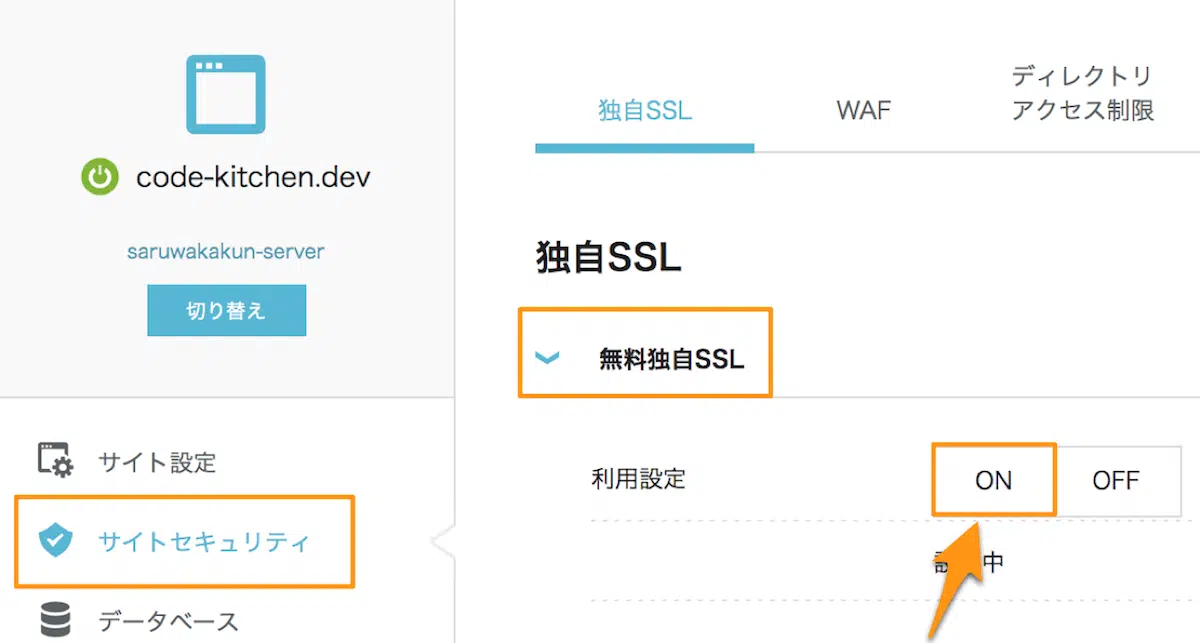 code-kitchen.dev
saruwakakun-server
切り替え
サイト設定
サイトセキュリティ
データベース
独自SSL
WAF
ディレクトリ
アクセス制限
独自SSL
無料独自SSL
利用設定
ON
OFF
中